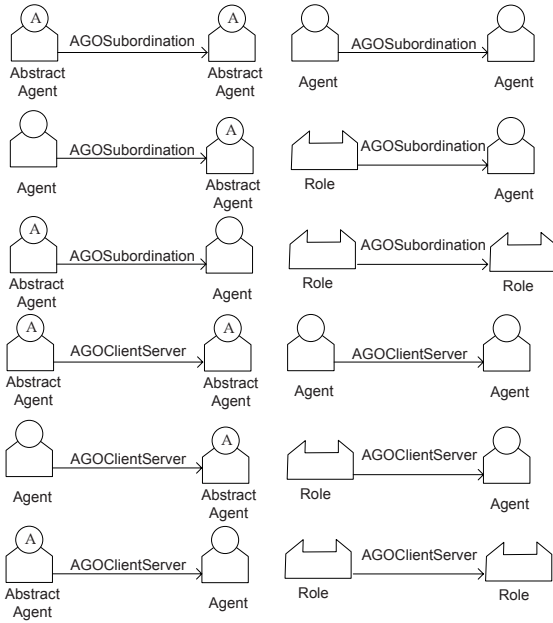 A AGOSubordination A
Abstract Agent
Abstract Agent
AGOSubordination
Agent Agent
AGOSubordination A
Agent
Abstract Agent
AGOSubordination
Role Agent
A AGOSubordination
Abstract Agent
Agent
AGOSubordination
Role Role
A AGOClientServer A
Abstract Agent
Abstract Agent
AGOClientServer
Agent Agent
AGOClientServer A
Agent
Abstract Agent
AGOClientServer
Role Agent
A AGOClientServer
Abstract Agent
Agent
AGOClientServer
Role Role